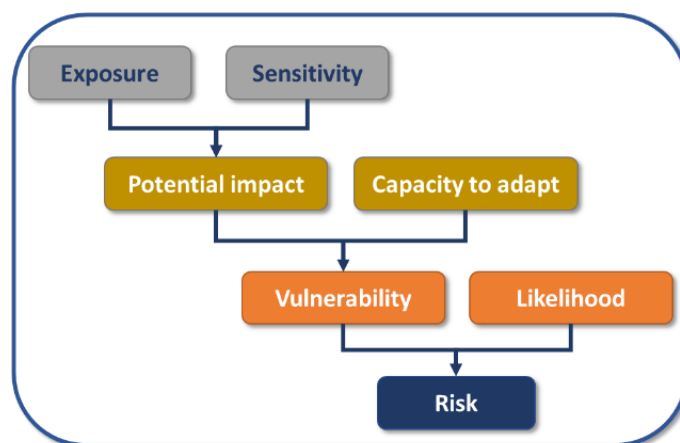 Exposure
Sensitivity
Potential impact
Capacity to adapt
Vulnerability
Likelihood
Risk